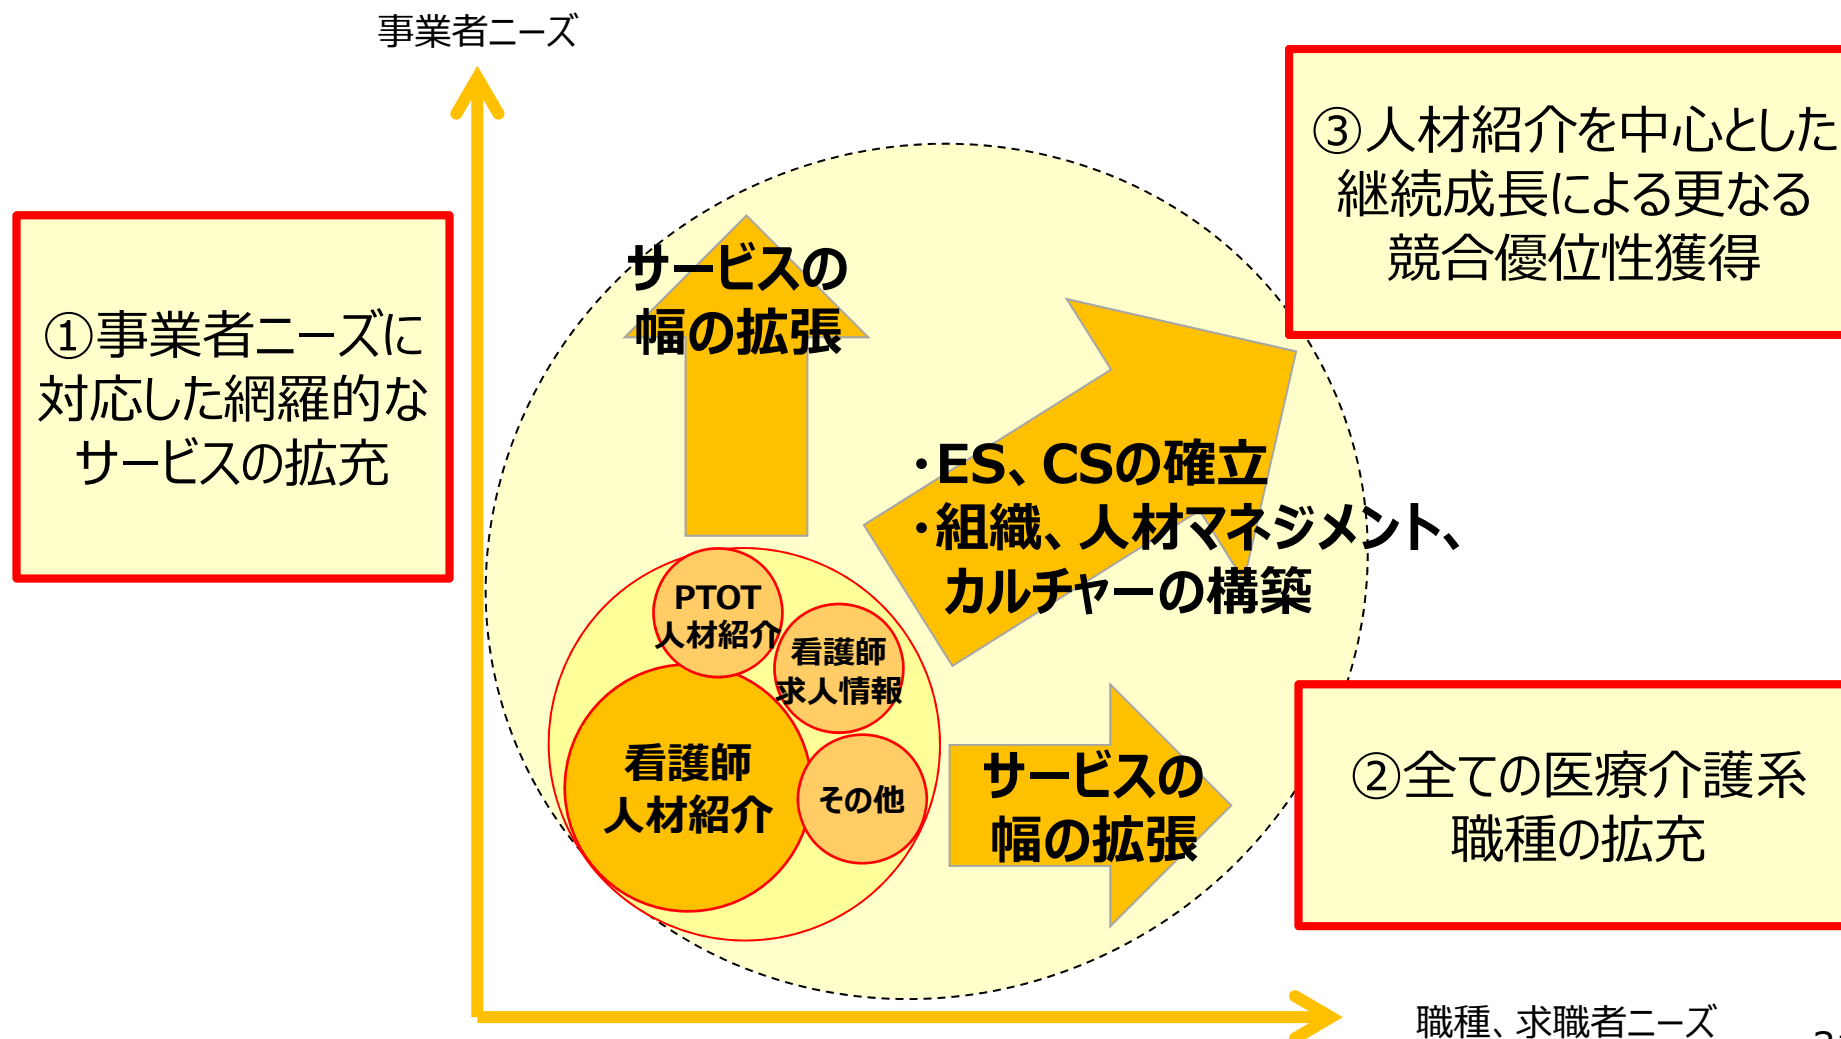 事業者ニーズ
③人材紹介を中心とした
継続成長による更なる
競合優位性獲得
①事業者ニーズに
対応した網羅的な
サービスの拡充
サービスの
幅の拡張
・ES、CSの確立
・組織、人材マネジメント、
カルチャーの構築
PTOT
人材紹介
看護師
求人情報
看護師
人材紹介
その他
サービスの
幅の拡張
②全ての医療介護系
職種の拡充
職種、求職者ニーズ